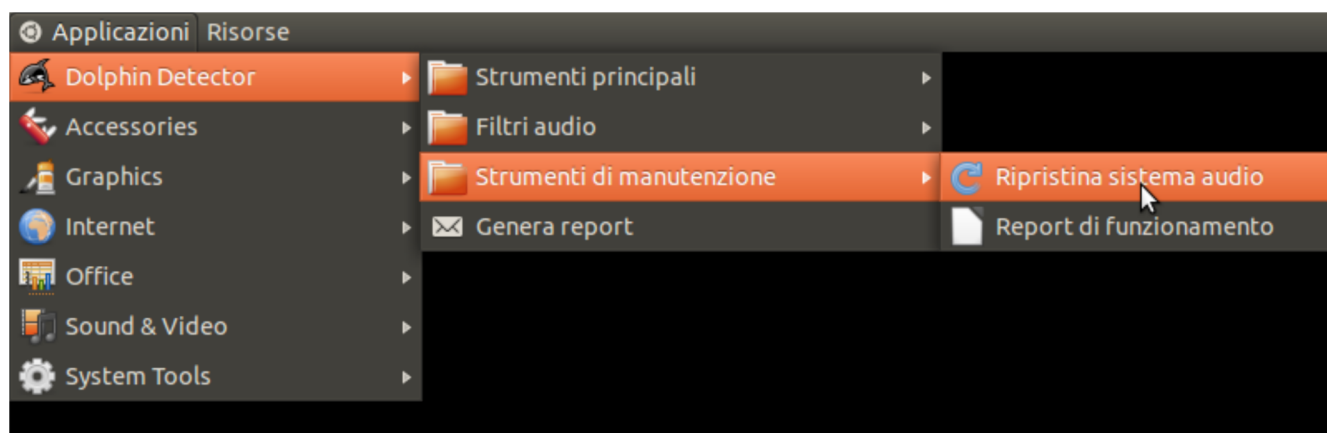 Applicazioni Risorse
Dolphin Detector
Accessories
Graphics
Internet
Office
Sound & Video
System Tools
Strumenti principali
Filtri audio
Strumenti di manutenzione
Genera report
Ripristina sistema audio
Report di funzionamento